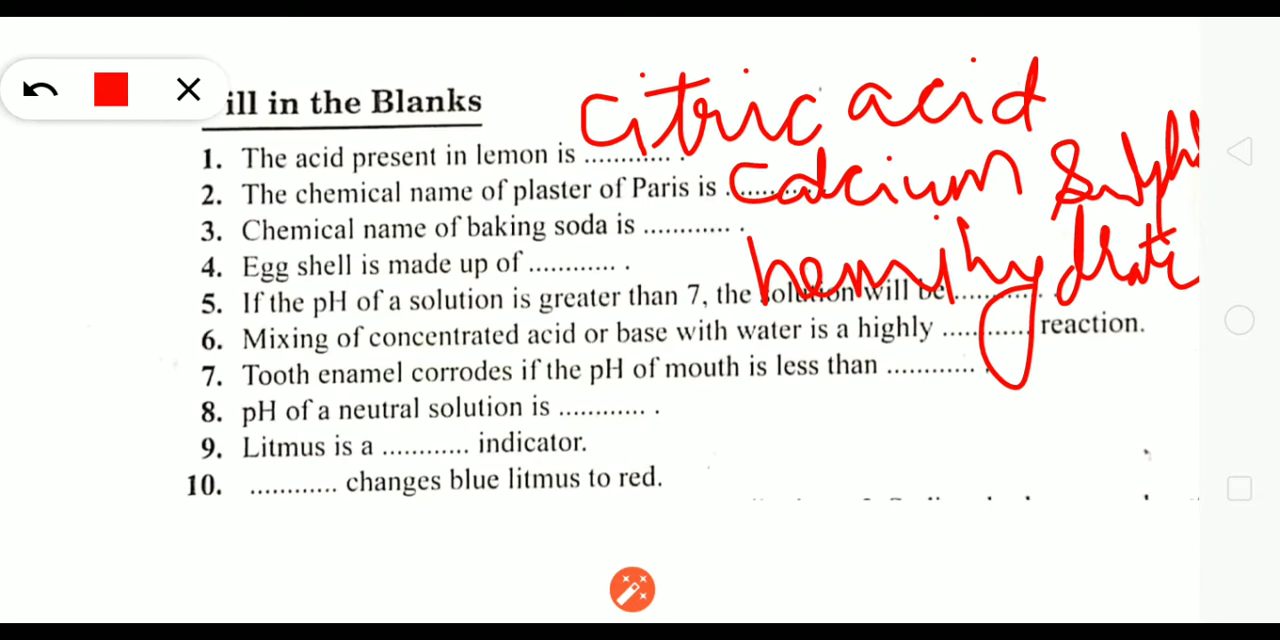 ill in the Blanks
citric acid
1. The acid present in lemon is ............ .
2. The chemical name of plaster of Paris is ............
calcium
3. Chemical name of baking soda is ............ .
hemihydrate
4. Egg shell is made up of ............ .
5. If the pH of a solution is greater than 7, the solution will be ............ .
6. Mixing of concentrated acid or base with water is a highly ............ reaction.
7. Tooth enamel corrodes if the pH of mouth is less than ............ .
8. pH of a neutral solution is ............ .
9. Litmus is a ............ indicator.
10. ............ changes blue litmus to red.